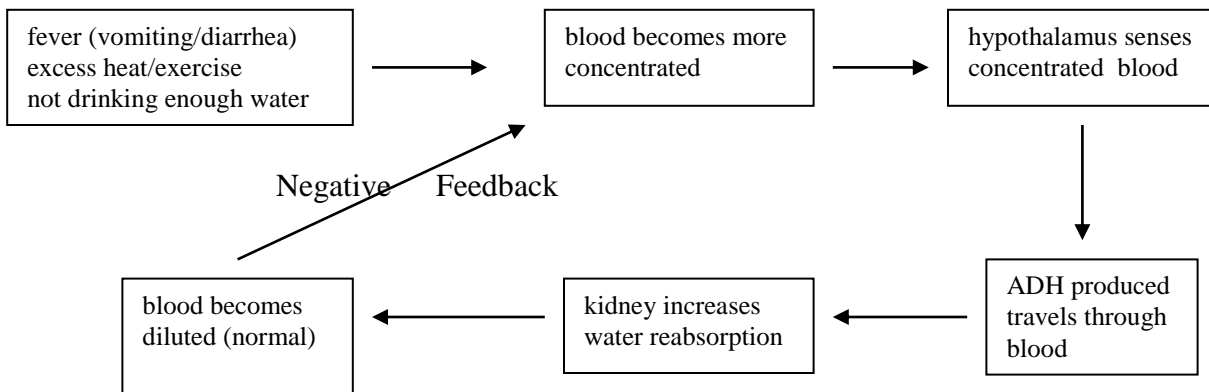 fever (vomiting/diarrhea)
excess heat/exercise
not drinking enough water
blood becomes more
concentrated
hypothalamus senses
concentrated blood
Negative Feedback
ADH produced
travels through
blood
kidney increases
water reabsorption
blood becomes
diluted (normal)